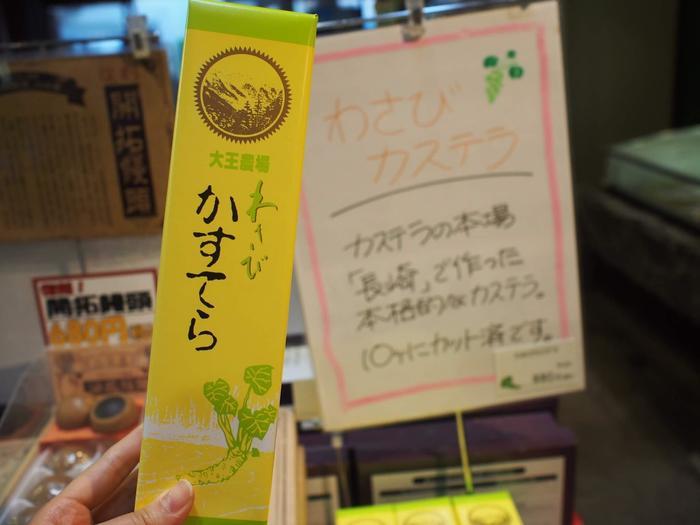 大王農場
わさび
かすてら
わさび
カステラ
カステラの本場
「長崎」で作った
本格的なカステラ。
10ヶにカット済です。
開拓饅頭
開拓饅頭
680円